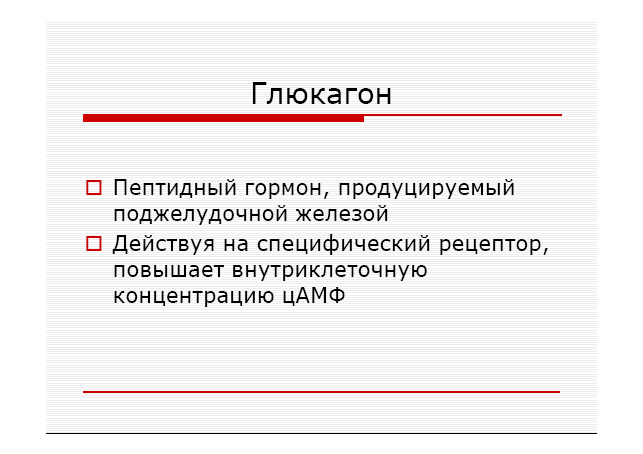 Глюкагон
Пептидный гормон, продуцируемый
поджелудочной железой
Действуя на специфический рецептор,
повышает внутриклеточную
концентрацию цАМФ